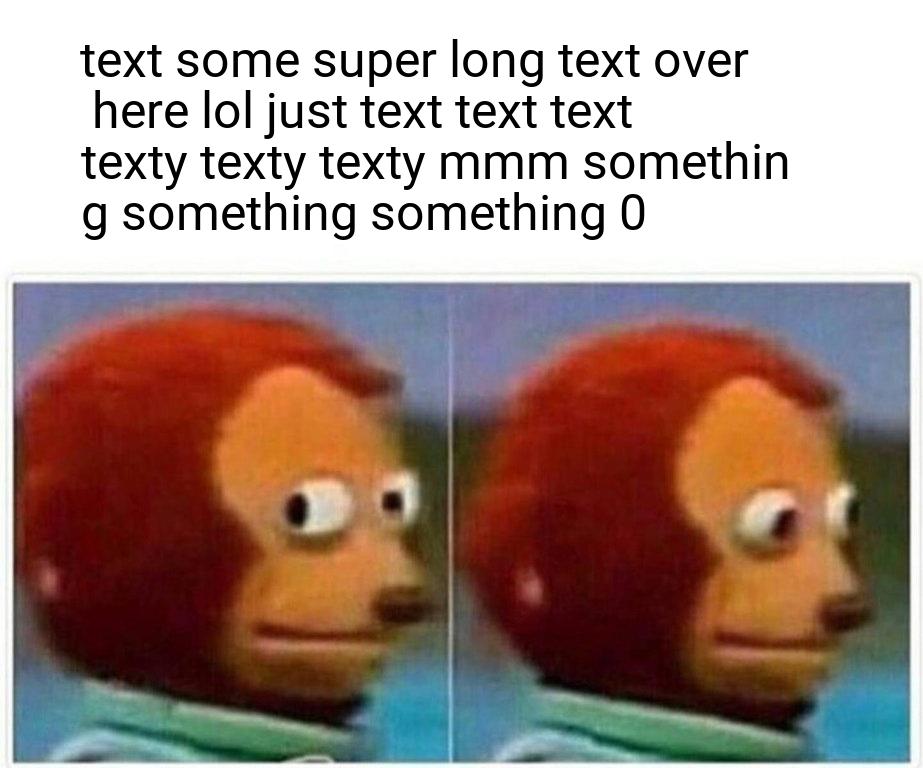 text some super long text over
here lol just text text text
texty texty texty mmm somethin
g something something 0